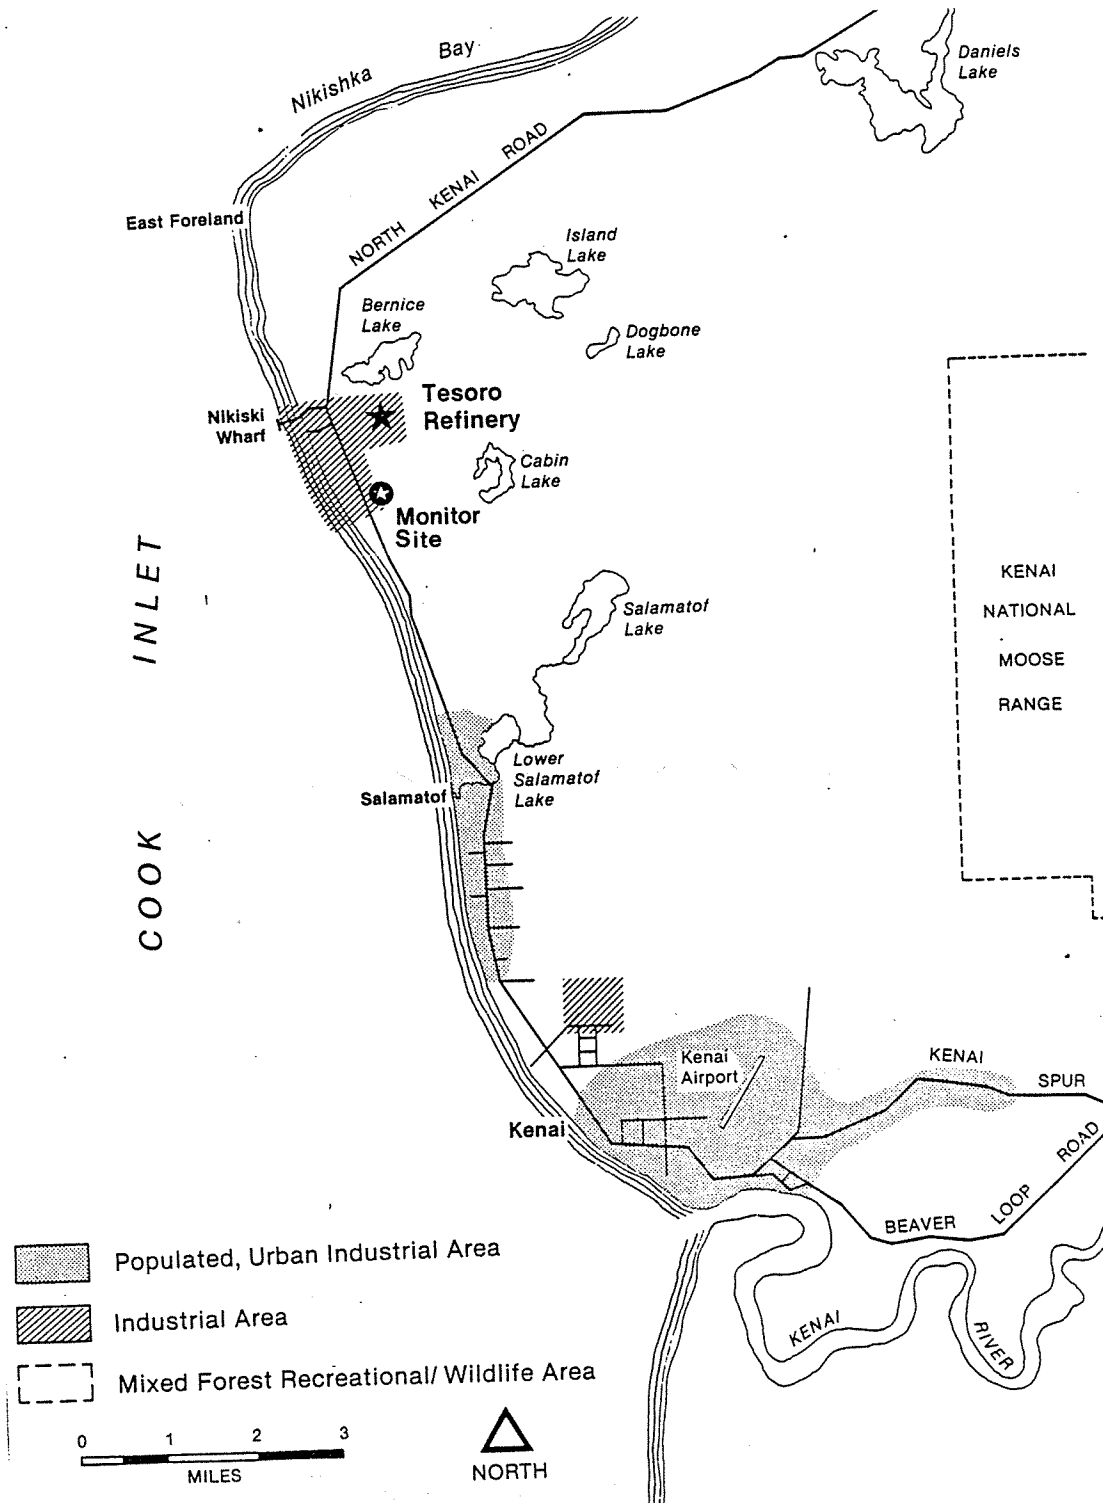 Nikishka Bay
Daniels
Lake
NORTH KENAI ROAD
East Foreland
Island
Lake
Bernice
Lake
Dogbone
Lake
Tesoro
Refinery
Nikiski
Wharf
Cabin
Lake
Monitor
Site
COOK INLET
KENAI
NATIONAL
MOOSE
RANGE
Salamatof
Lake
Lower
Salamatof
Lake
Salamatof
Kenai
Airport
KENAI SPUR
Kenai
BEAVER LOOP ROAD
KENAI RIVER
Populated, Urban Industrial Area
Industrial Area
Mixed Forest Recreational/ Wildlife Area
0 1 2 3
MILES
NORTH